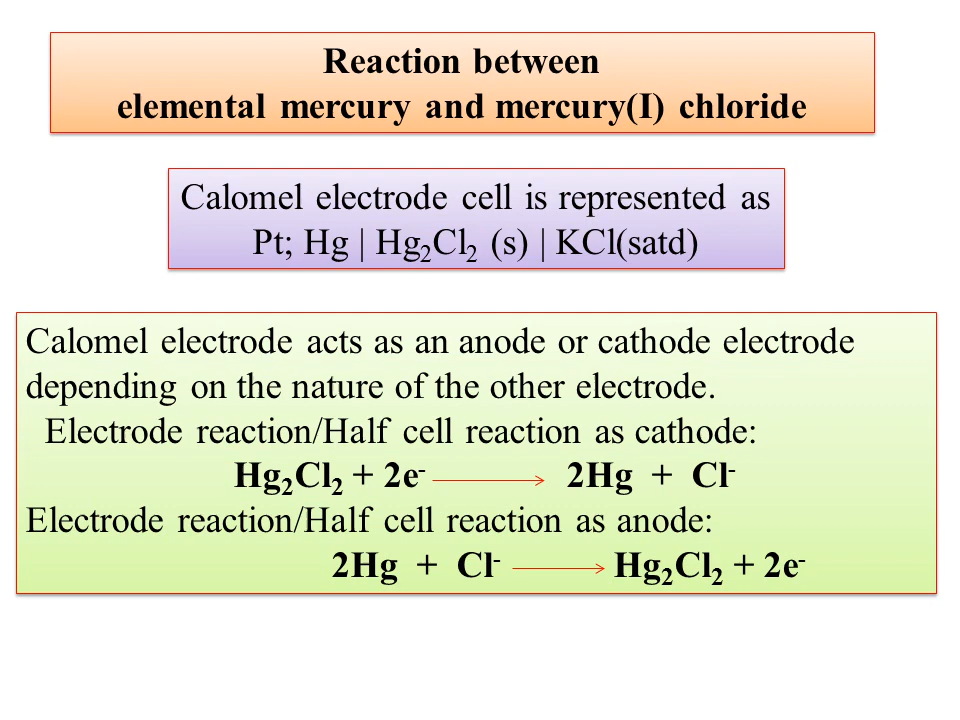 Reaction between
elemental mercury and mercury(I) chloride
Calomel electrode cell is represented as
Pt; Hg | Hg₂Cl₂ (s) | KCl(satd)
Calomel electrode acts as an anode or cathode electrode
depending on the nature of the other electrode.
Electrode reaction/Half cell reaction as cathode:
Hg₂Cl₂ + 2e⁻ → 2Hg + Cl⁻
Electrode reaction/Half cell reaction as anode:
2Hg + Cl⁻ → Hg₂Cl₂ + 2e⁻